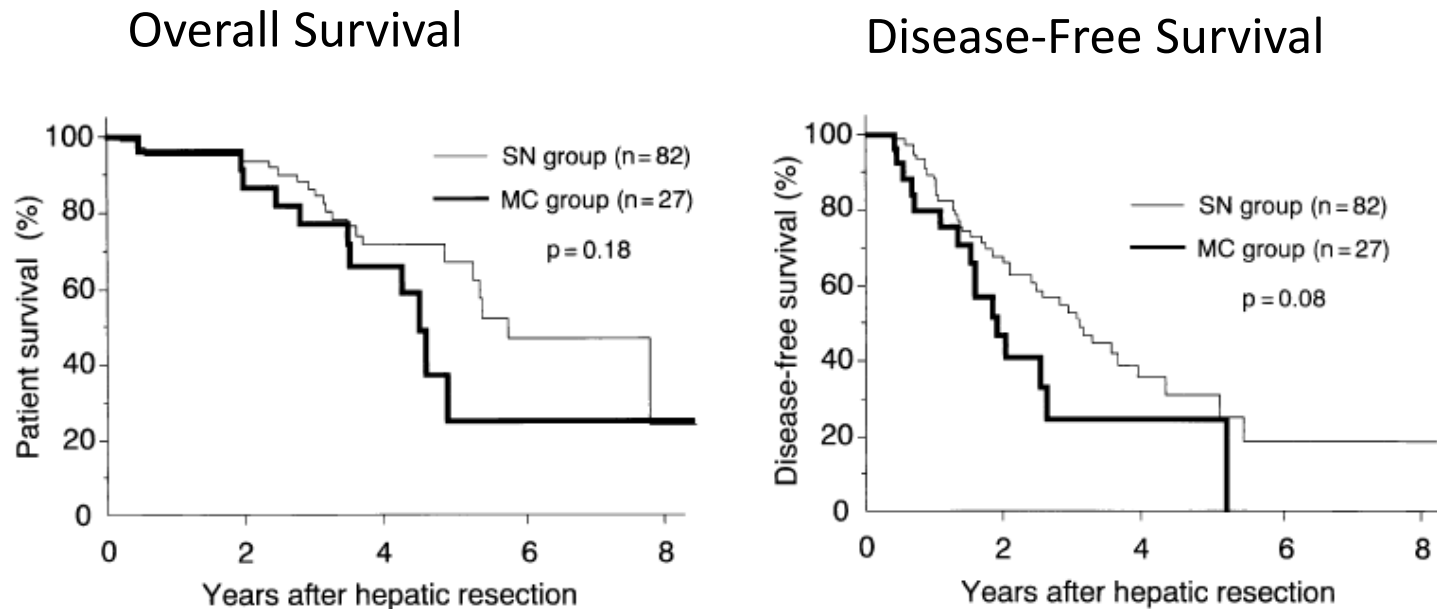 Overall Survival
Disease-Free Survival
Patient survival (%)
100
80
60
40
20
0
SN group (n=82)
MC group (n=27)
p=0.18
0 2 4 6 8
Years after hepatic resection
Disease-free survival (%)
100
80
60
40
20
0
SN group (n=82)
MC group (n=27)
p=0.08
0 2 4 6 8
Years after hepatic resection